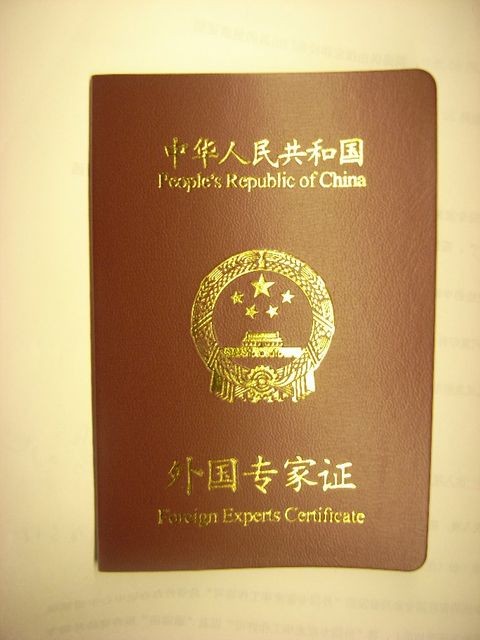 中华人民共和国
People's Republic of China
外国专家证
Foreign Experts Certificate